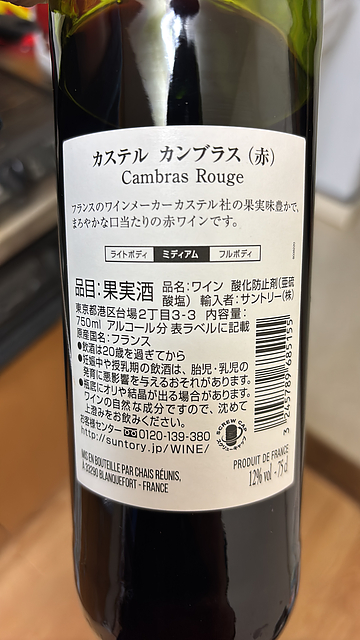 カステル カンブラス (赤)
Cambras Rouge
フランスのワインメーカーカステル社の果実味豊かで、
まろやかな口当たりの赤ワインです。
ライトボディ ミディアム フルボディ
品目:果実酒 品名:ワイン 酸化防止剤(亜硫
酸塩) 輸入者:サントリー(株)
東京都港区台場2丁目3-3 内容量:
750ml アルコール分 表ラベルに記載
原産国名:フランス
●飲酒は20歳を過ぎてから
●妊娠中や授乳期の飲酒は、胎児・乳児の
発育に悪影響を与えるおそれがあります。
●瓶底にオリや結晶が出る場合があります。
ワインの自然な成分ですので、沈めて
上澄みをお飲みください。
お客様センター 0120-139-380
http://suntory.jp/WINE/
SCREW CAP
3 245789 685155
MIS EN BOUTEILLE PAR CHAIS RÉUNIS,
À 33290 BLANQUEFORT - FRANCE
PRODUIT DE FRANCE
12% vol - 75 cl